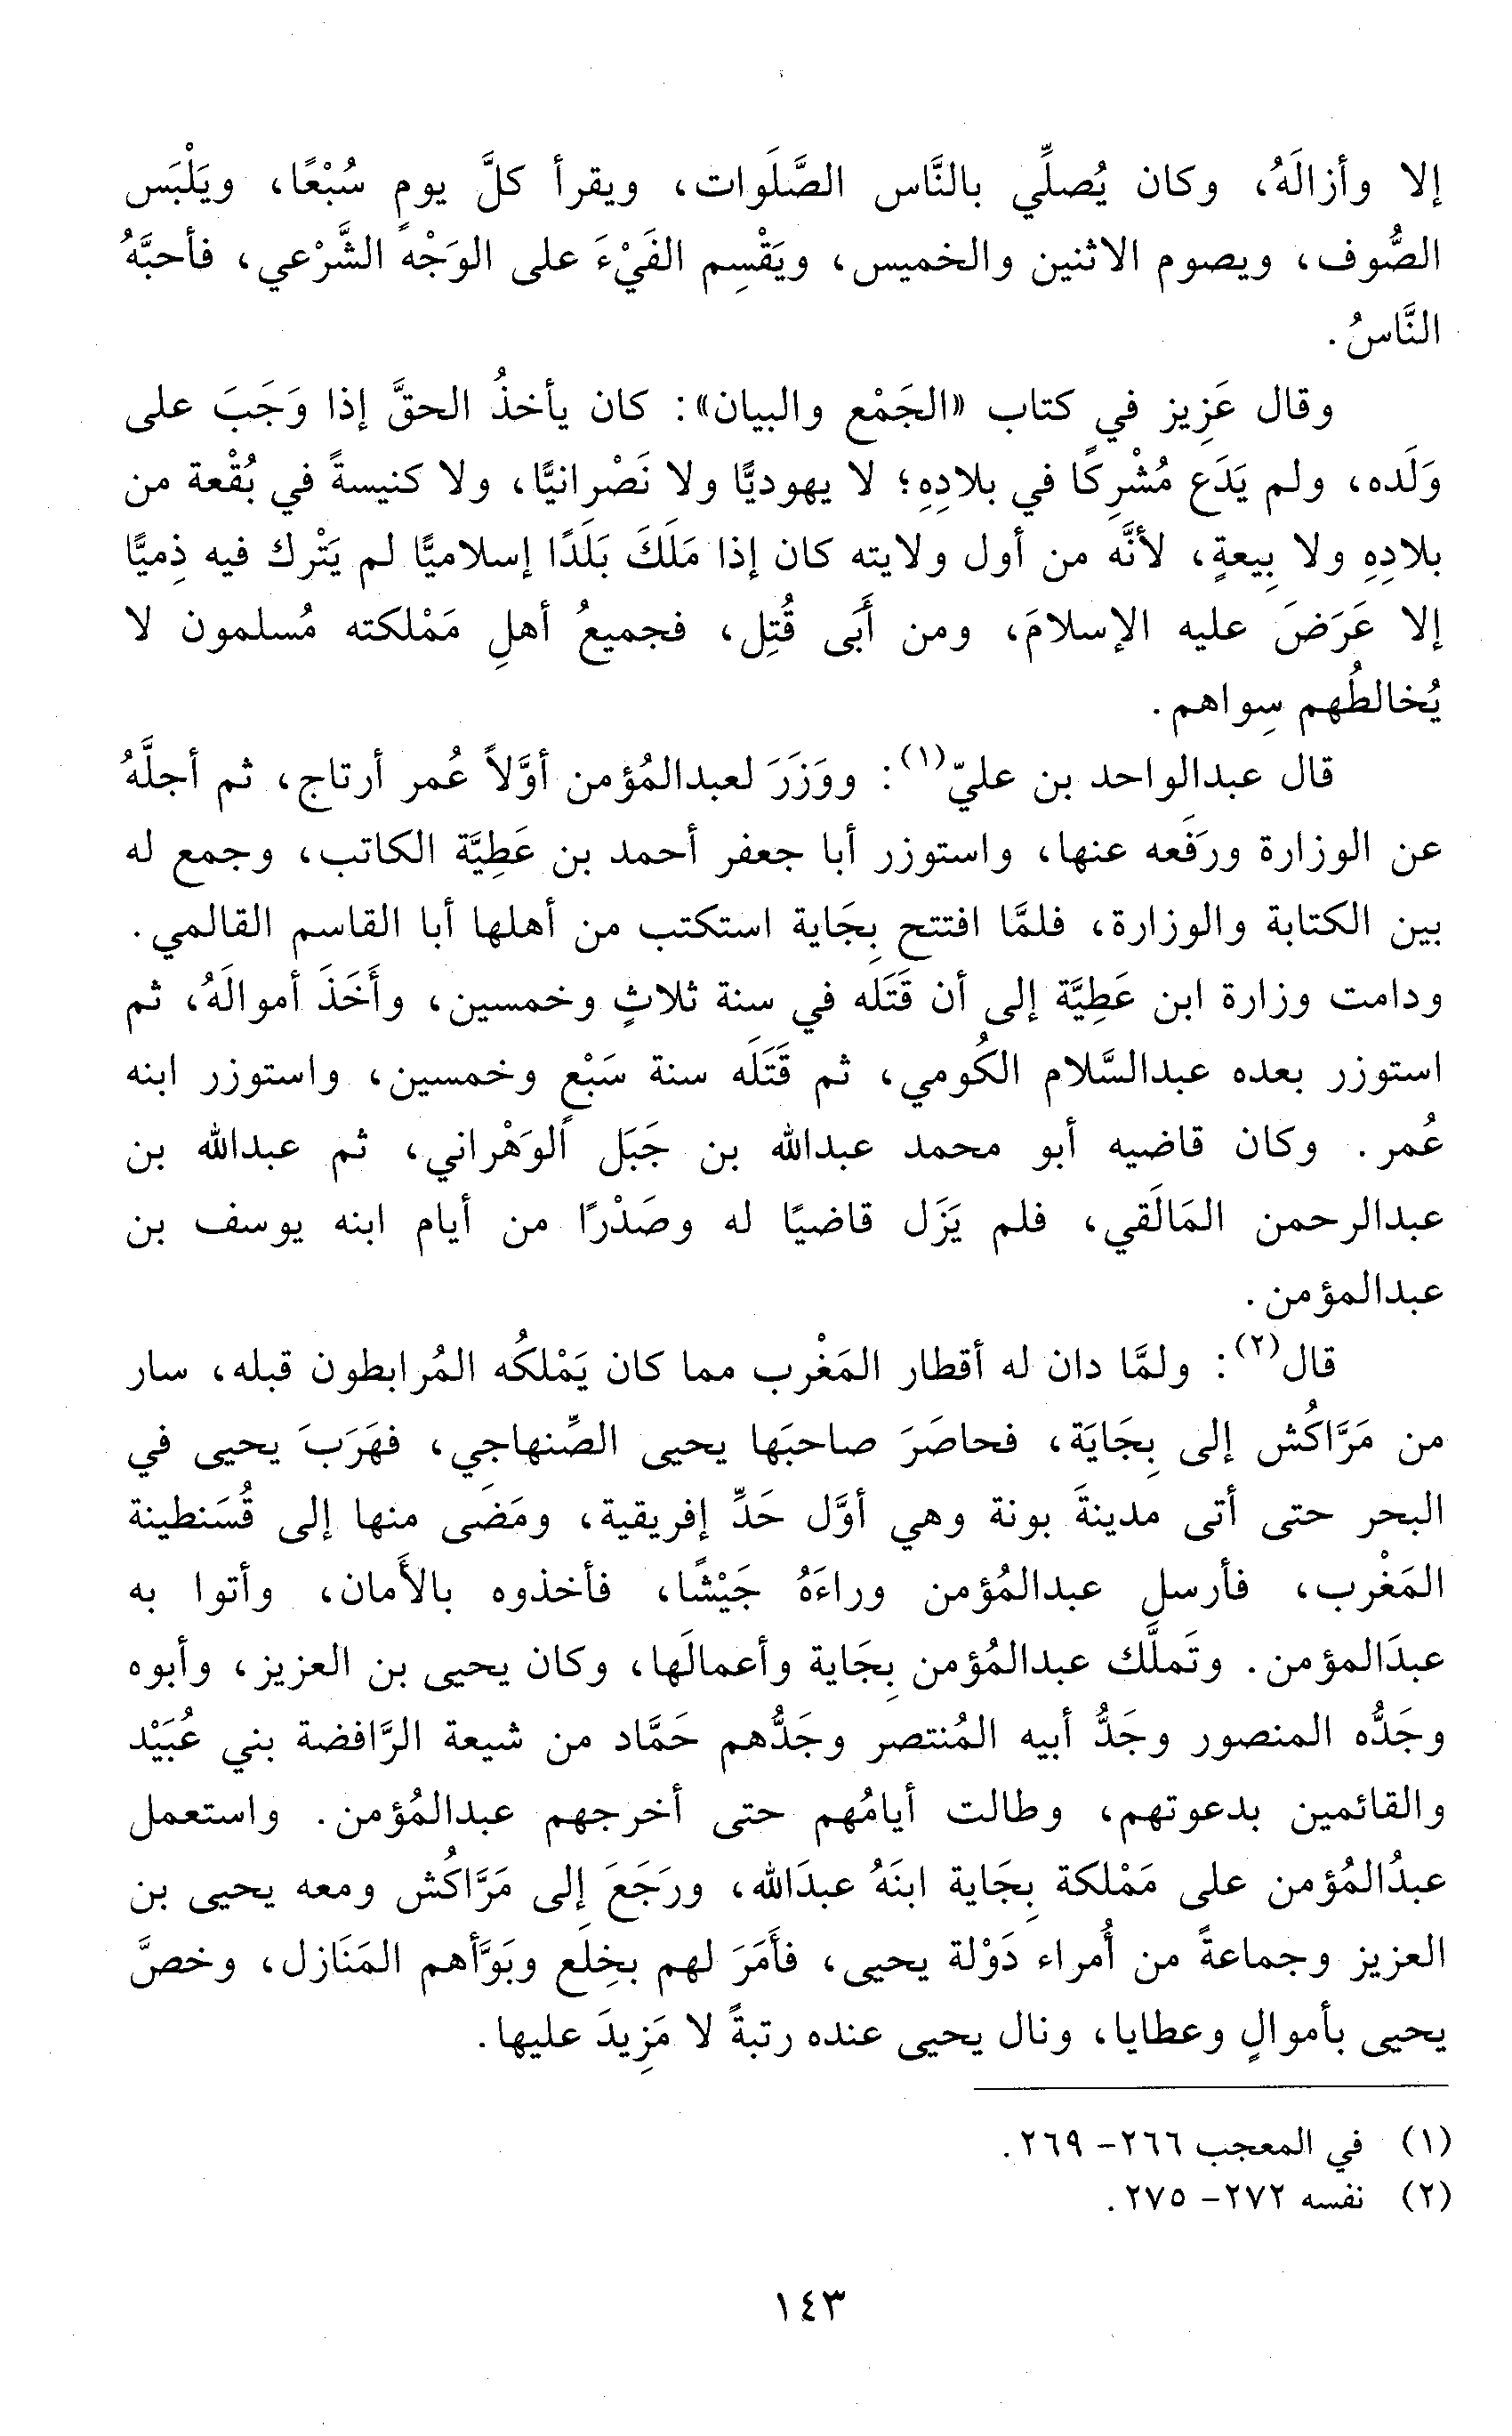 إلا وأزالَهُ، وكان يُصلِّي بالنَّاس الصَّلَوات، ويقرأ كلَّ يومٍ سُبْعًا، ويَلْبَس
الصُّوف، ويصوم الاثنين والخميس، ويَقْسِم الفَيْءَ على الوَجْه الشَّرْعي، فأحبَّهُ
النَّاسُ.
وقال عَزِيز في كتاب «الجَمْع والبيان»: كان يأخذُ الحقَّ إذا وَجَبَ على
وَلَده، ولم يَدَع مُشْرِكًا في بلادِهِ؛ لا يهوديًّا ولا نَصْرانيًّا، ولا كنيسةً في بُقْعة من
بلادِهِ ولا بِيعةٍ، لأنَّه من أول ولايته كان إذا مَلَكَ بَلَدًا إسلاميًّا لم يَتْرك فيه ذِميًّا
إلا عَرَضَ عليه الإسلامَ، ومن أَبَى قُتِل، فجميعُ أهلِ مَمْلكته مُسلمون لا
يُخالطُهم سِواهم.
قال عبدالواحد بن عليّ(١): ووَزَرَ لعبدالمُؤمن أوَّلاً عُمر أرتاج، ثم أجلَّهُ
عن الوزارة ورَفَعه عنها، واستوزر أبا جعفر أحمد بن عَطِيَّة الكاتب، وجمع له
بين الكتابة والوزارة، فلمَّا افتتح بِجَاية استكتب من أهلها أبا القاسم القالمي.
ودامت وزارة ابن عَطِيَّة إلى أن قَتَلَه في سنة ثلاثٍ وخمسين، وأَخَذَ أموالَهُ، ثم
استوزر بعده عبدالسَّلام الكُومي، ثم قَتَلَه سنة سَبْعٍ وخمسين، واستوزر ابنه
عُمر. وكان قاضيه أبو محمد عبدالله بن جَبَل الوَهْراني، ثم عبدالله بن
عبدالرحمن المَالَقي، فلم يَزَل قاضيًا له وصَدْرًا من أيام ابنه يوسف بن
عبدالمؤمن.
قال(٢): ولمَّا دان له أقطار المَغْرب مما كان يَمْلكُه المُرابطون قبله، سار
من مَرَّاكُش إلى بِجَايَة، فحاصَرَ صاحبَها يحيى الصِّنهاجي، فهَرَبَ يحيى في
البحر حتى أتى مدينةَ بونة وهي أوَّل حَدِّ إفريقية، ومَضَى منها إلى قُسَنطينة
المَغْرب، فأرسل عبدالمُؤمن وراءَهُ جَيْشًا، فأخذوه بالأَمان، وأتوا به
عبدَالمؤمن. وتَملَّك عبدالمُؤمن بِجَاية وأعمالَها، وكان يحيى بن العزيز، وأبوه
وجَدُّه المنصور وجَدُّ أبيه المُنتصر وجَدُّهم حَمَّاد من شيعة الرَّافضة بني عُبَيْد
والقائمين بدعوتهم، وطالت أيامُهم حتى أخرجهم عبدالمُؤمن. واستعمل
عبدُالمُؤمن على مَمْلكة بِجَاية ابنَهُ عبدَالله، ورَجَعَ إلى مَرَّاكُش ومعه يحيى بن
العزيز وجماعةً من أُمراء دَوْلة يحيى، فأَمَرَ لهم بخِلَع وبَوَّأهم المَنَازل، وخصَّ
يحيى بأموالٍ وعطايا، ونال يحيى عنده رتبةً لا مَزِيدَ عليها.
(١) في المعجب ٢٦٦- ٢٦٩.
(٢) نفسه ٢٧٢- ٢٧٥.
١٤٣